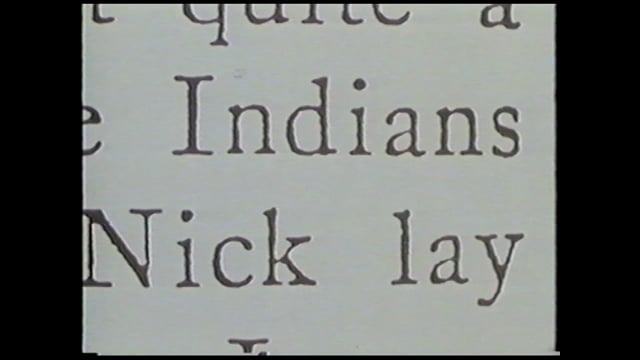 quite a
e Indians
Nick lay